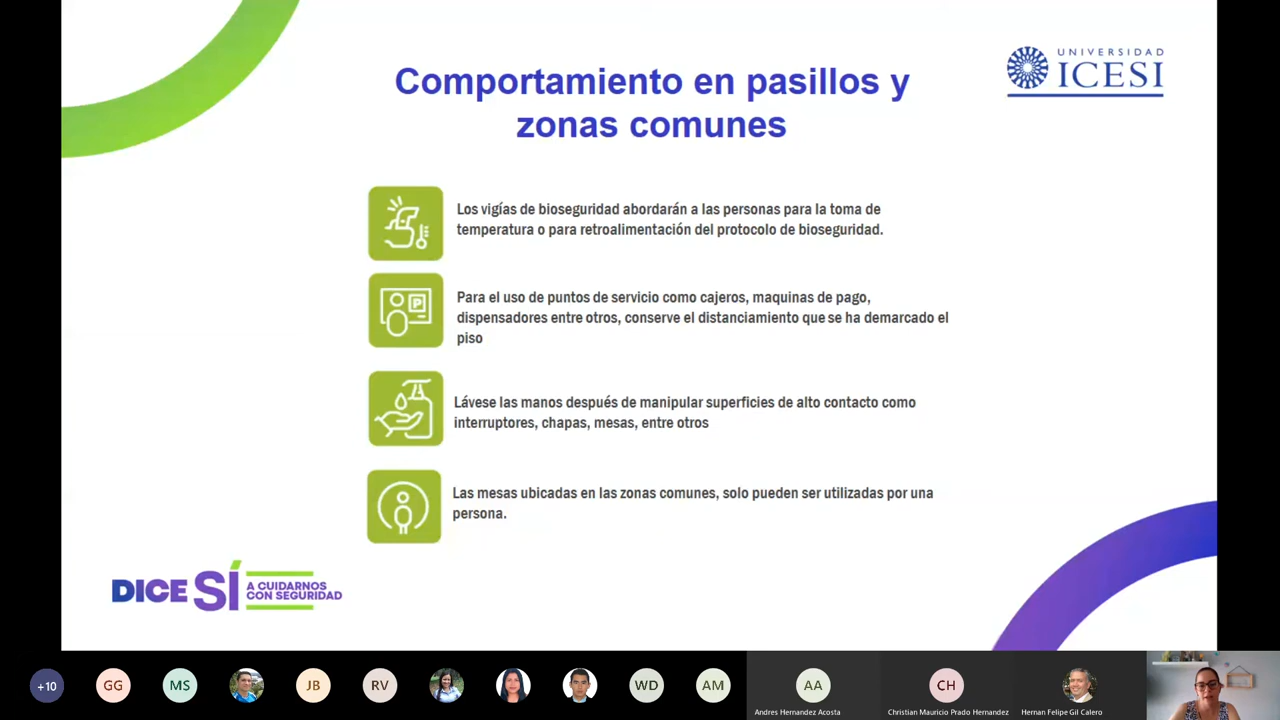 UNIVERSIDAD
ICESI
Comportamiento en pasillos y
zonas comunes
Los vigías de bioseguridad abordarán a las personas para la toma de
temperatura o para retroalimentación del protocolo de bioseguridad.
P
Para el uso de puntos de servicio como cajeros, maquinas de pago,
dispensadores entre otros, conserve el distanciamiento que se ha demarcado el
piso
Lávese las manos después de manipular superficies de alto contacto como
interruptores, chapas, mesas, entre otros
Las mesas ubicadas en las zonas comunes, solo pueden ser utilizadas por una
persona.
DICE SÍ A CUIDARNOS
CON SEGURIDAD
+10 GG MS JB RV WD AM AA CH
Andres Hernandez Acosta Christian Mauricio Prado Hernandez Hernan Felipe Gil Calero